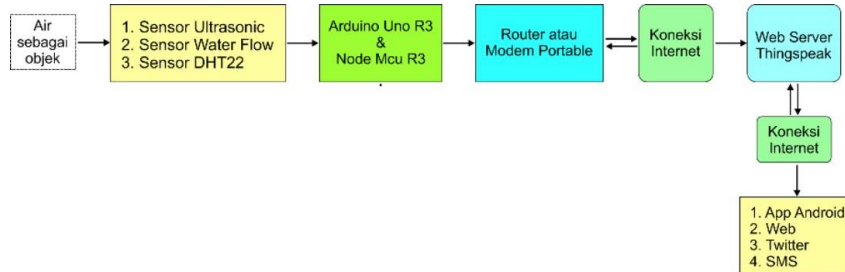 Air
sebagai
objek
1. Sensor Ultrasonic
2. Sensor Water Flow
3. Sensor DHT22
Arduino Uno R3
&
Node Mcu R3
Router atau
Modem Portable
Koneksi
Internet
Web Server
Thingspeak
Koneksi
Internet
1. App Android
2. Web
3. Twitter
4. SMS